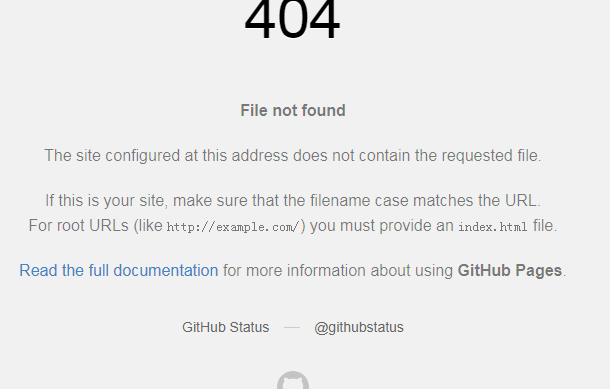 404
File not found
The site configured at this address does not contain the requested file.
If this is your site, make sure that the filename case matches the URL.
For root URLs (like http://example.com/) you must provide an index.html file.
Read the full documentation for more information about using GitHub Pages.
GitHub Status — @githubstatus